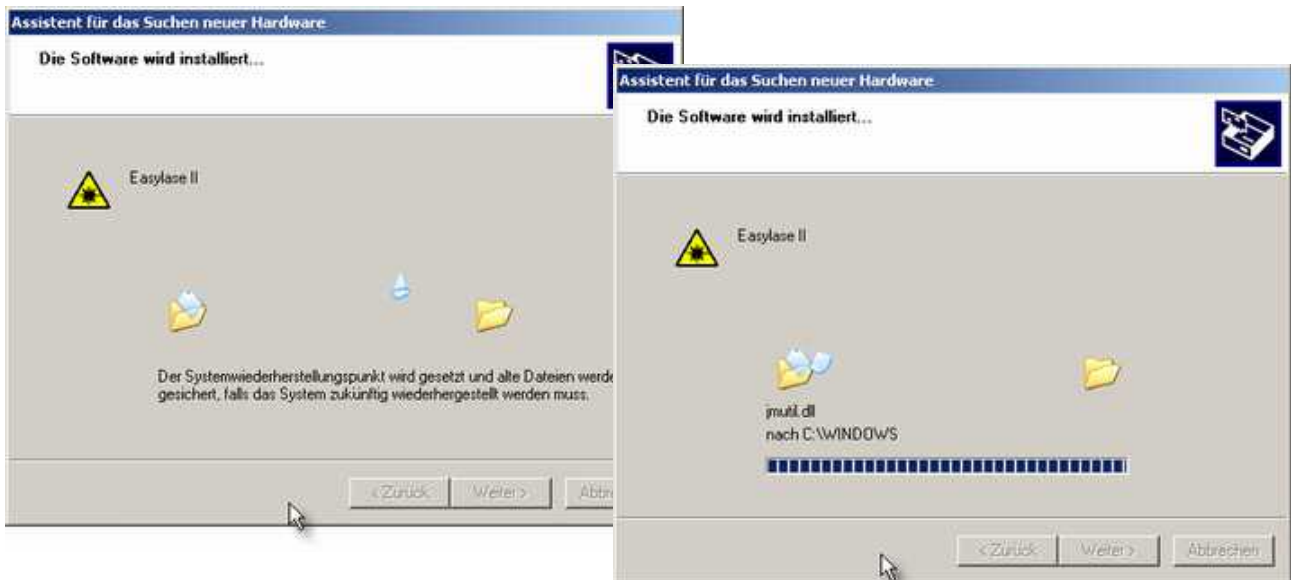 Assistent für das Suchen neuer Hardware
Die Software wird installiert...
Easylase II
Der Systemwiederherstellungspunkt wird gesetzt und alte Dateien werde
gesichert, falls das System zukünftig wiederhergestellt werden muss.
< Zurück Weiter > Abbr
Assistent für das Suchen neuer Hardware
Die Software wird installiert...
Easylase II
jmutil.dll
nach C:\WINDOWS
< Zurück Weiter > Abbrechen